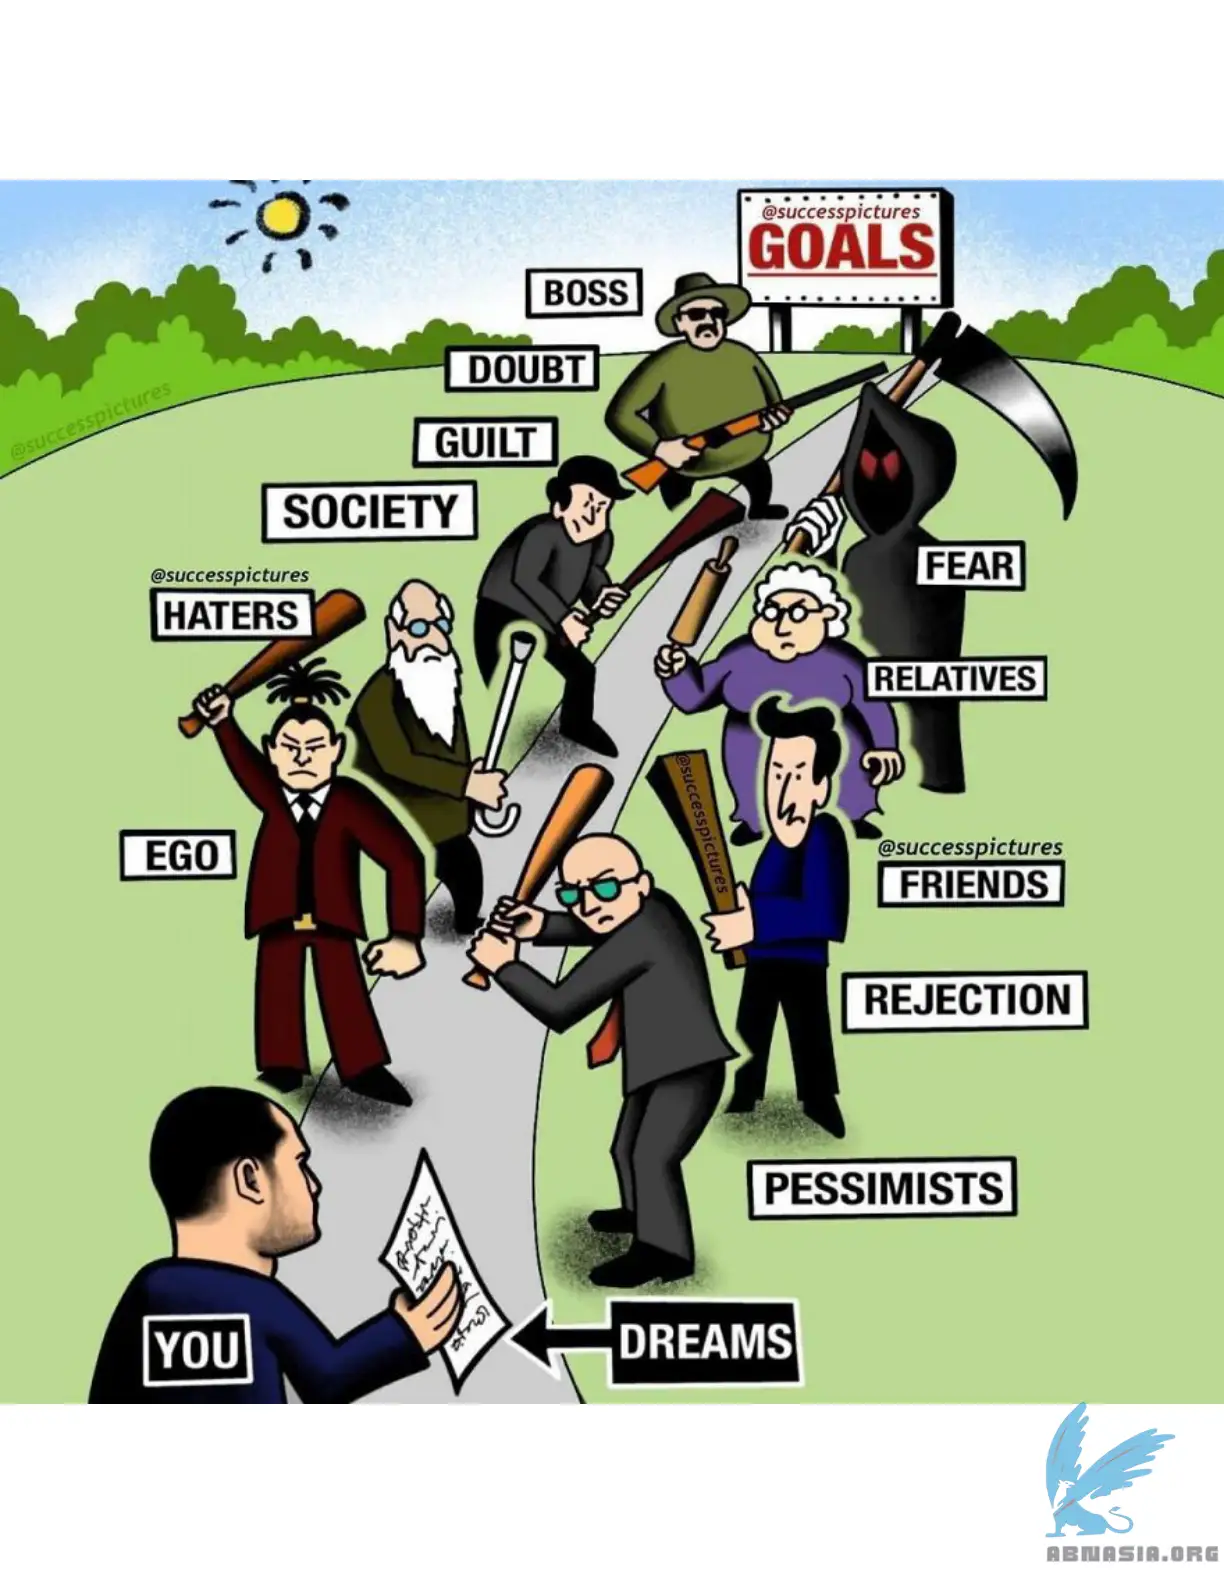 @successpictures
GOALS
BOSS
DOUBT
GUILT
@successpictures
SOCIETY
FEAR
@successpictures
HATERS
RELATIVES
@successpictures
EGO
@successpictures
FRIENDS
REJECTION
PESSIMISTS
YOU
DREAMS
ABNASIA.ORG